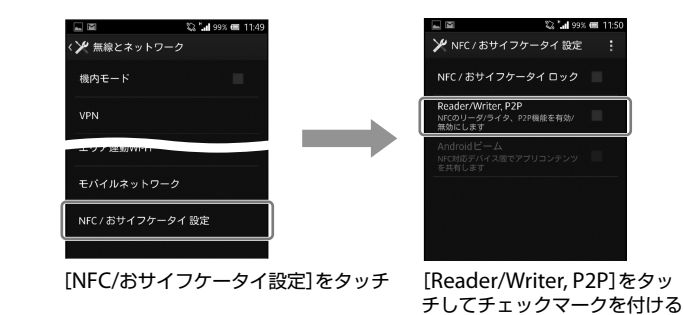 99% 11:49
無線とネットワーク
機内モード
VPN
モバイルネットワーク
NFC / おサイフケータイ 設定
[NFC/おサイフケータイ設定]をタッチ
99% 11:50
NFC / おサイフケータイ 設定
NFC / おサイフケータイ ロック
Reader/Writer, P2P
NFCのリーダ/ライタ、P2P機能を有効/
無効にします
Androidビーム
NFC対応デバイス間でアプリコンテンツ
を共有します
[Reader/Writer, P2P]をタッ
チしてチェックマークを付ける